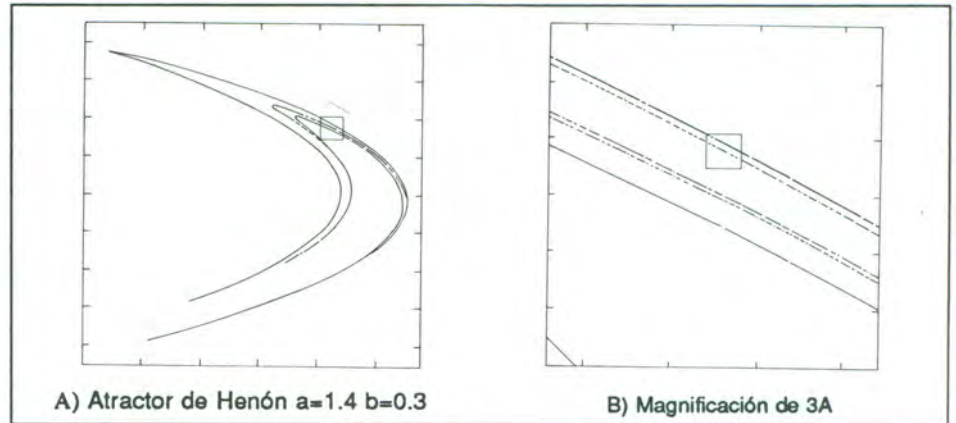 A) Atractor de Henón a=1.4 b=0.3
B) Magnificación de 3A